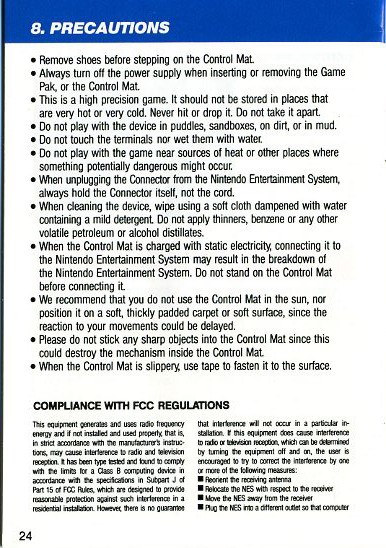 8. PRECAUTIONS
• Remove shoes before stepping on the Control Mat.
• Always turn off the power supply when inserting or removing the Game
Pak, or the Control Mat.
• This is a high precision game. It should not be stored in places that
are very hot or very cold. Never hit or drop it. Do not take it apart.
• Do not play with the device in puddles, sandboxes, on dirt, or in mud.
• Do not touch the terminals nor wet them with water.
• Do not play with the game near sources of heat or other places where
something potentially dangerous might occur.
• When unplugging the Connector from the Nintendo Entertainment System,
always hold the Connector itself, not the cord.
• When cleaning the device, wipe using a soft cloth dampened with water
containing a mild detergent. Do not apply thinners, benzene or any other
volatile petroleum or alcohol distillates.
• When the Control Mat is charged with static electricity, connecting it to
the Nintendo Entertainment System may result in the breakdown of
the Nintendo Entertainment System. Do not stand on the Control Mat
before connecting it.
• We recommend that you do not use the Control Mat in the sun, nor
position it on a soft, thickly padded carpet or soft surface, since the
reaction to your movements could be delayed.
• Please do not stick any sharp objects into the Control Mat since this
could destroy the mechanism inside the Control Mat.
• When the Control Mat is slippery, use tape to fasten it to the surface.
COMPLIANCE WITH FCC REGULATIONS
This equipment generates and uses radio frequency
energy and if not installed and used properly, that is,
in strict accordance with the manufacturer's instruc-
tions, may cause interference to radio and television
reception. It has been type tested and found to comply
with the limits for a Class B computing device in
accordance with the specifications in Subpart J of
Part 15 of FCC Rules, which are designed to provide
reasonable protection against such interference in a
residential installation. However, there is no guarantee
that interference will not occur in a particular in-
stallation. If this equipment does cause interference
to radio or television reception, which can be determined
by turning the equipment off and on, the user is
encouraged to try to correct the interference by one
or more of the following measures:
■ Reorient the receiving antenna
■ Relocate the NES with respect to the receiver
■ Move the NES away from the receiver
■ Plug the NES into a different outlet so that computer
24